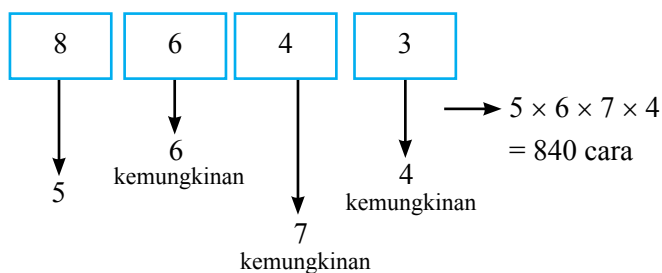 8 6 4 3
5 × 6 × 7 × 4
= 840 cara
5
6
kemungkinan
7
kemungkinan
4
kemungkinan